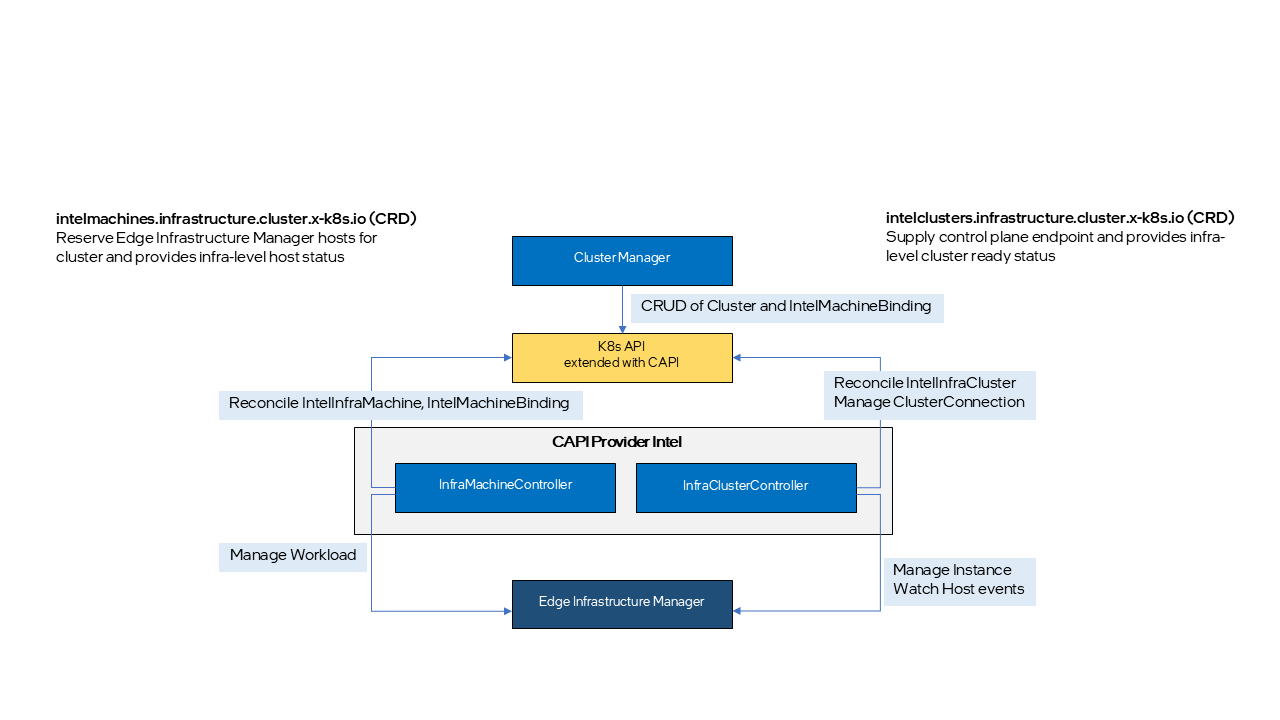 intelmachines.infrastructure.cluster.x-k8s.io (CRD)
Reserve Edge Infrastructure Manager hosts for
cluster and provides infra-level host status
intelclusters.infrastructure.cluster.x-k8s.io (CRD)
Supply control plane endpoint and provides infra-
level cluster ready status
Cluster Manager
CRUD of Cluster and IntelMachineBinding
K8s API
extended with CAPI
Reconcile IntelInfraCluster
Manage ClusterConnection
Reconcile IntelInfraMachine, IntelMachineBinding
CAPI Provider Intel
InfraMachineController
InfraClusterController
Manage Workload
Manage Instance
Watch Host events
Edge Infrastructure Manager